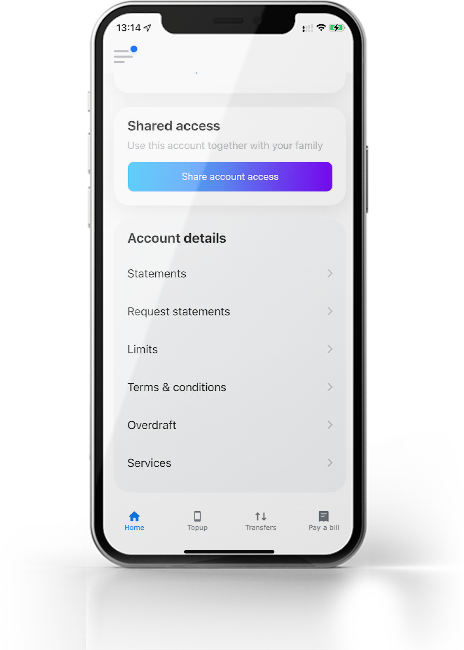 13:14
Shared access
Use this account together with your family
Share account access
Account details
Statements
Request statements
Limits
Terms & conditions
Overdraft
Services
Home
Topup
Transfers
Pay a bill